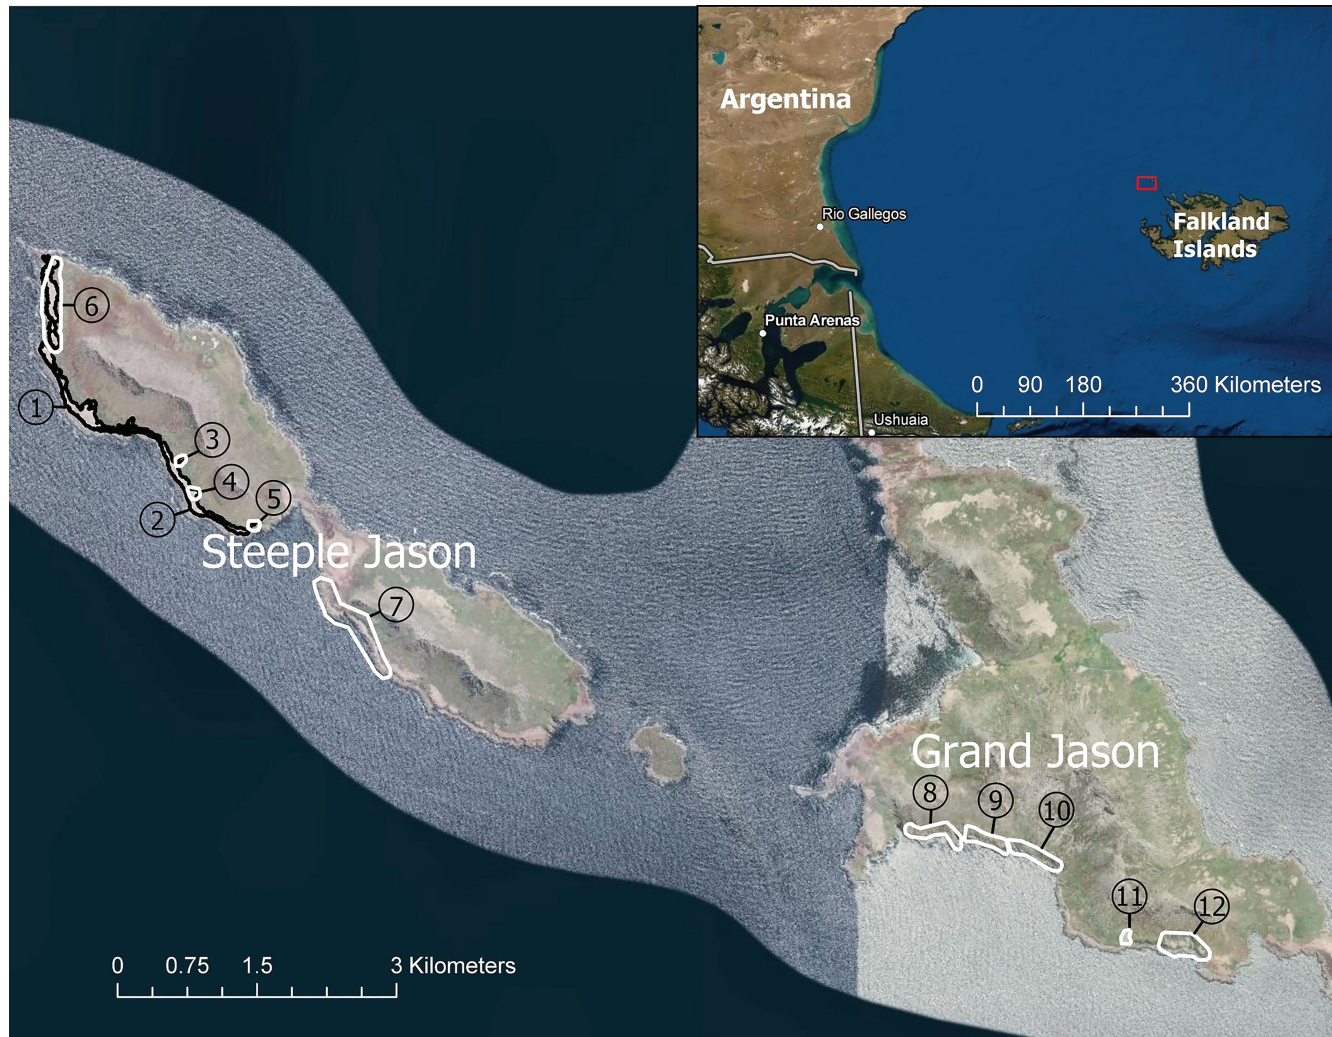 Argentina
Rio Gallegos
Falkland
Islands
Punta Arenas
0 90 180 360 Kilometers
Ushuaia
6
1
3
4
5
2
Steeple Jason
7
Grand Jason
8
9
10
11
12
0 0.75 1.5 3 Kilometers